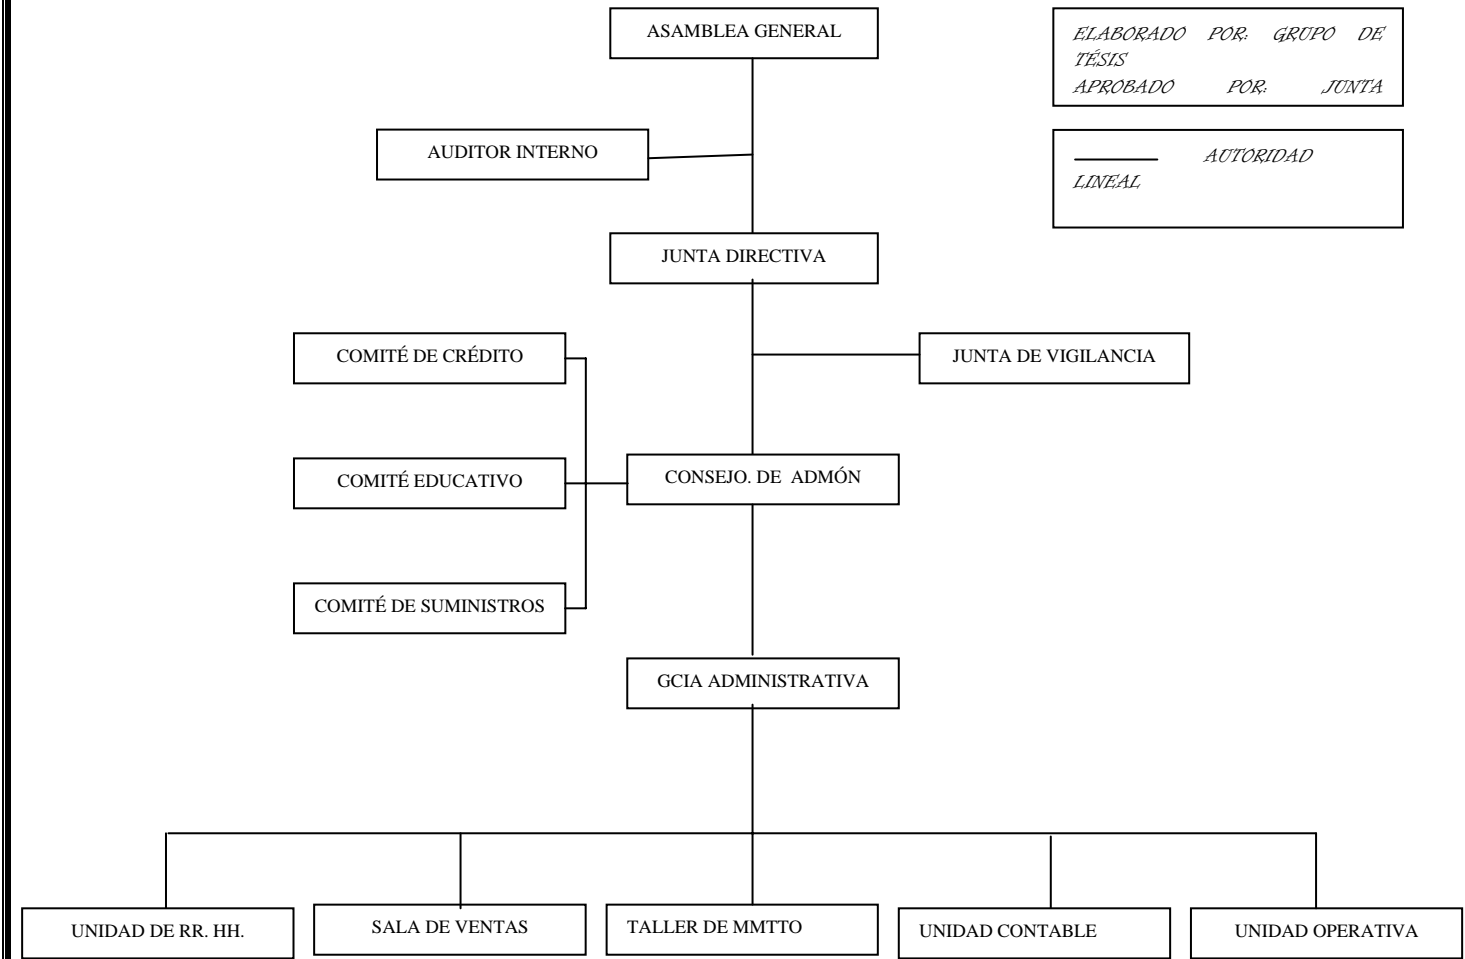 ASAMBLEA GENERAL
ELABORADO POR: GRUPO DE
TÉSIS
APROBADO POR: JUNTA
AUDITOR INTERNO
AUTORIDAD
LINEAL
JUNTA DIRECTIVA
COMITÉ DE CRÉDITO
JUNTA DE VIGILANCIA
COMITÉ EDUCATIVO
CONSEJO. DE ADMÓN
COMITÉ DE SUMINISTROS
GCIA ADMINISTRATIVA
UNIDAD DE RR. HH.
SALA DE VENTAS
TALLER DE MMTTO
UNIDAD CONTABLE
UNIDAD OPERATIVA